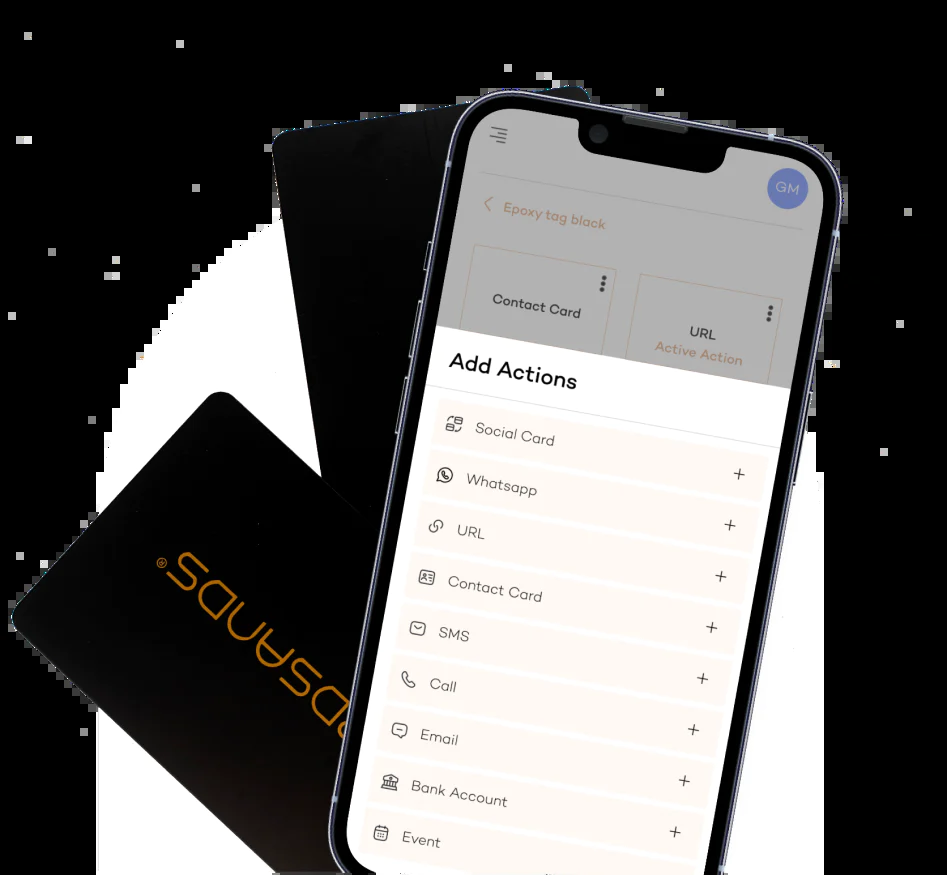 GM
Epoxy tag black
Contact Card
URL
Active Action
Add Actions
Social Card
Whatsapp
URL
Contact Card
SMS
Call
Email
Bank Account
Event